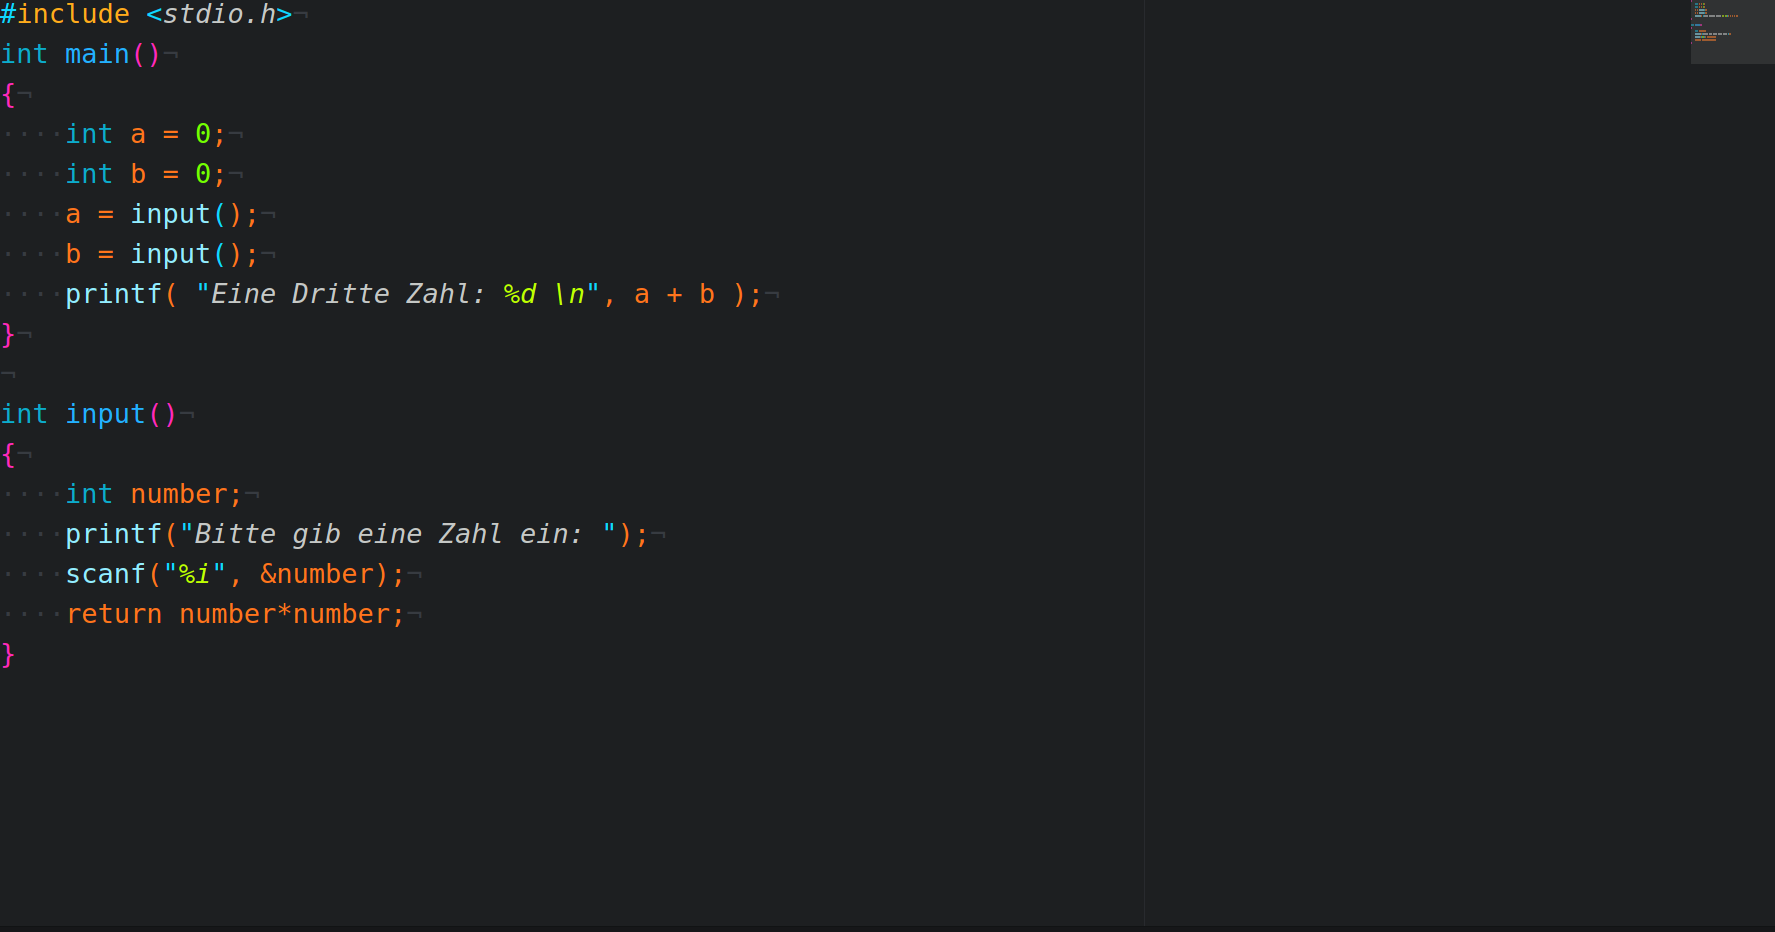 #include <stdio.h>
int main()
{
    int a = 0;
    int b = 0;
    a = input();
    b = input();
    printf( "Eine Dritte Zahl: %d \n", a + b );
}

int input()
{
    int number;
    printf("Bitte gib eine Zahl ein: ");
    scanf("%i", &number);
    return number*number;
}